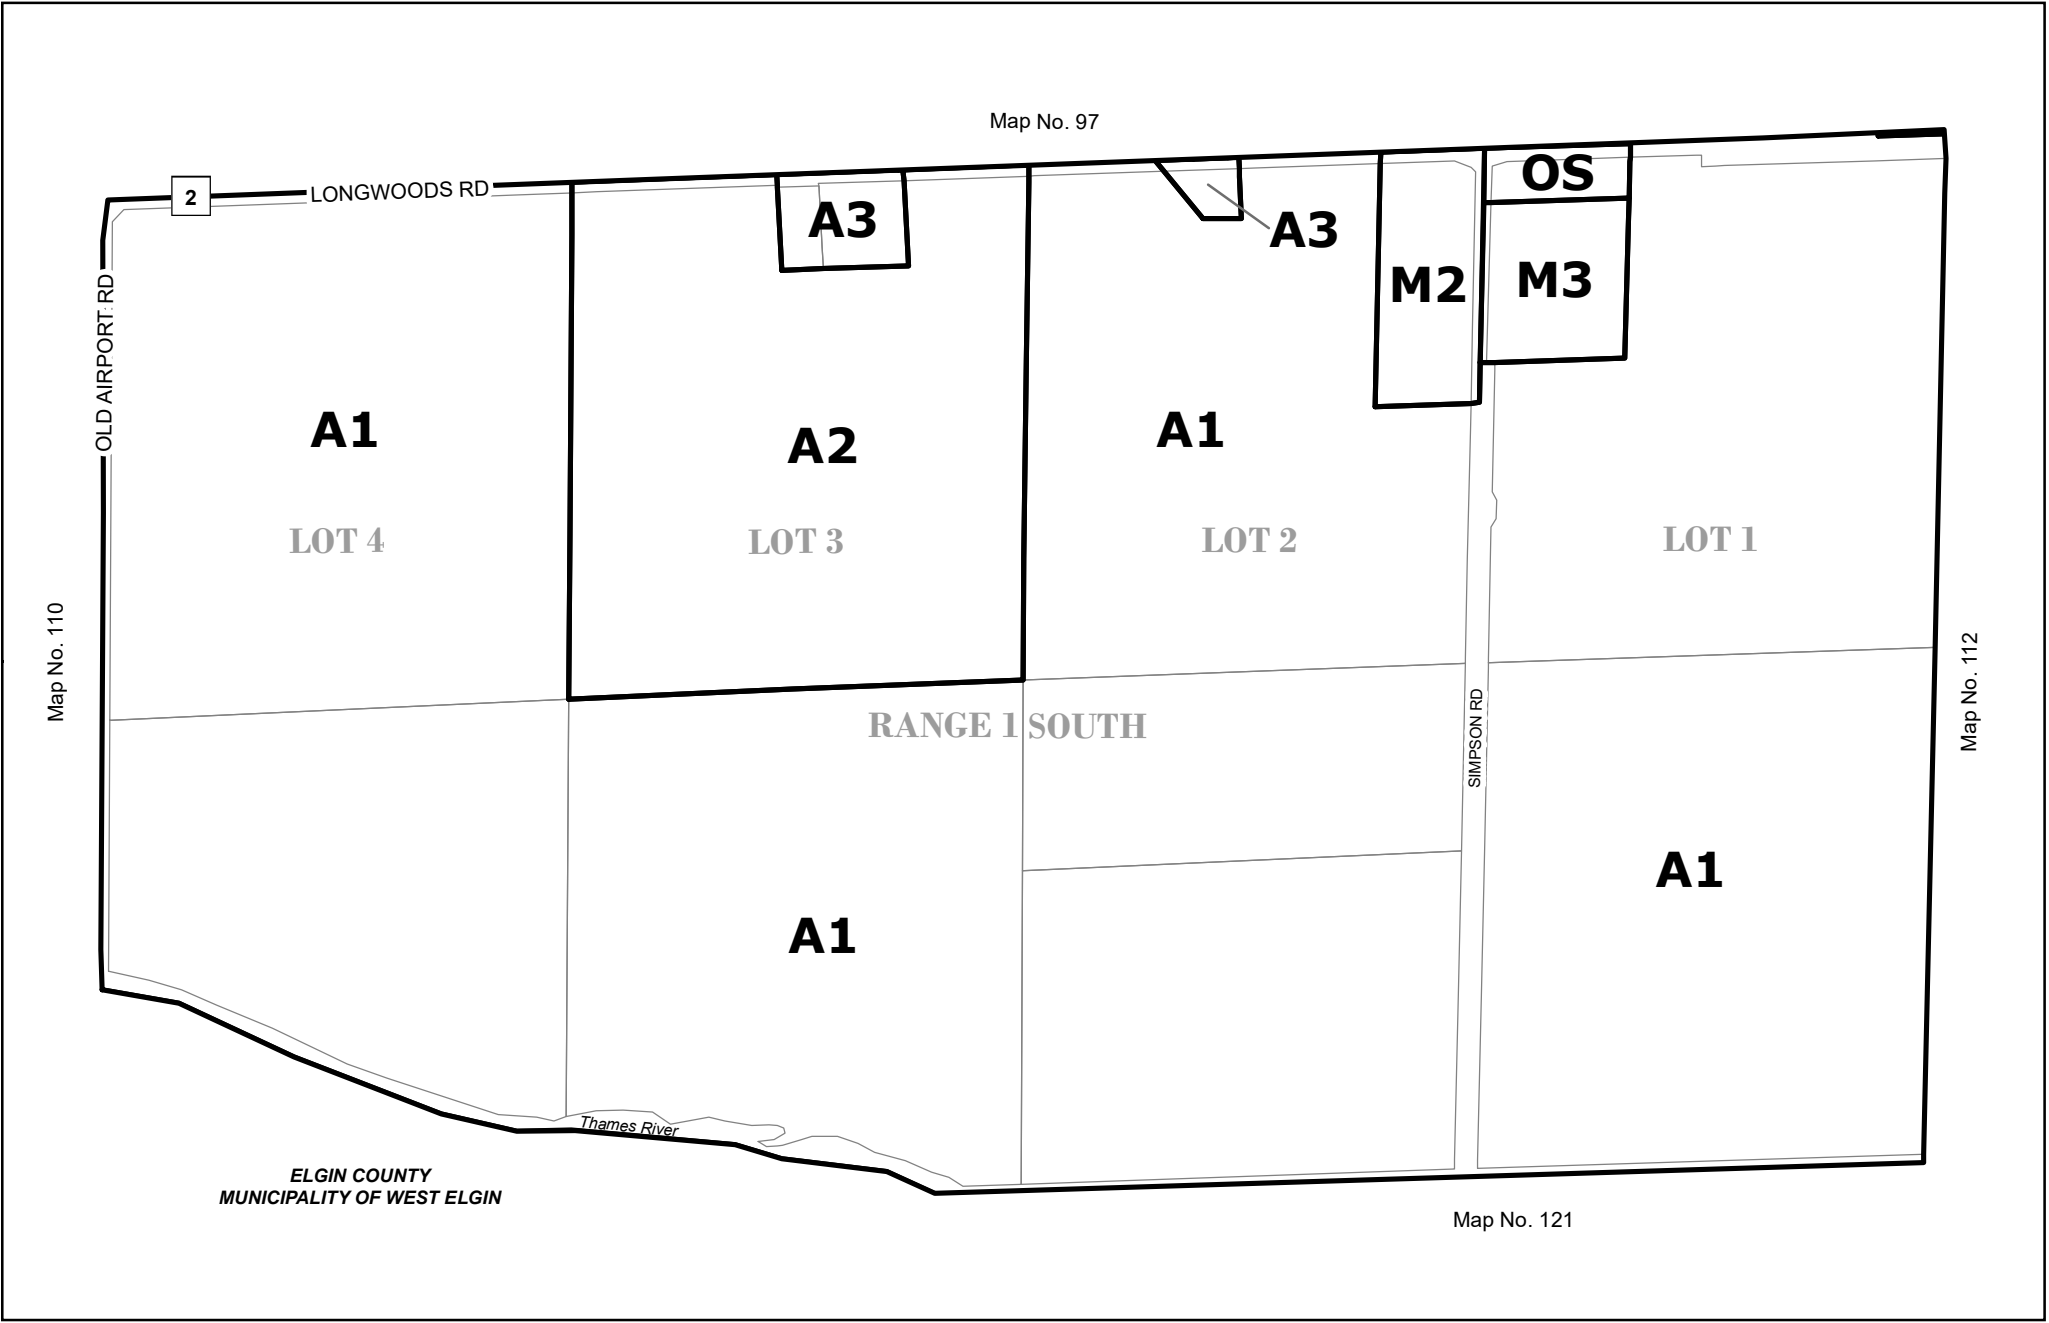 Map No. 97
2
LONGWOODS RD
OS
A3
A3
M2
M3
OLD AIRPORT RD
A1
A2
A1
LOT 4
LOT 3
LOT 2
LOT 1
Map No. 110
Map No. 112
RANGE 1 SOUTH
SIMPSON RD
A1
A1
Thames River
ELGIN COUNTY
MUNICIPALITY OF WEST ELGIN
Map No. 121